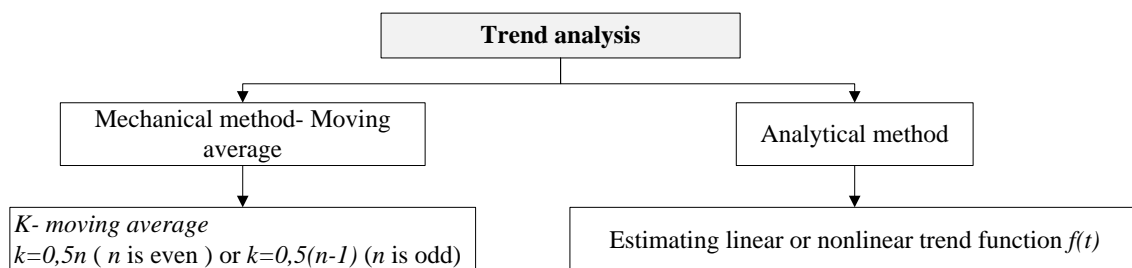 Trend analysis
Mechanical method- Moving
average
Analytical method
K- moving average
k=0,5n ( n is even ) or k=0,5(n-1) (n is odd)
Estimating linear or nonlinear trend function f(t)